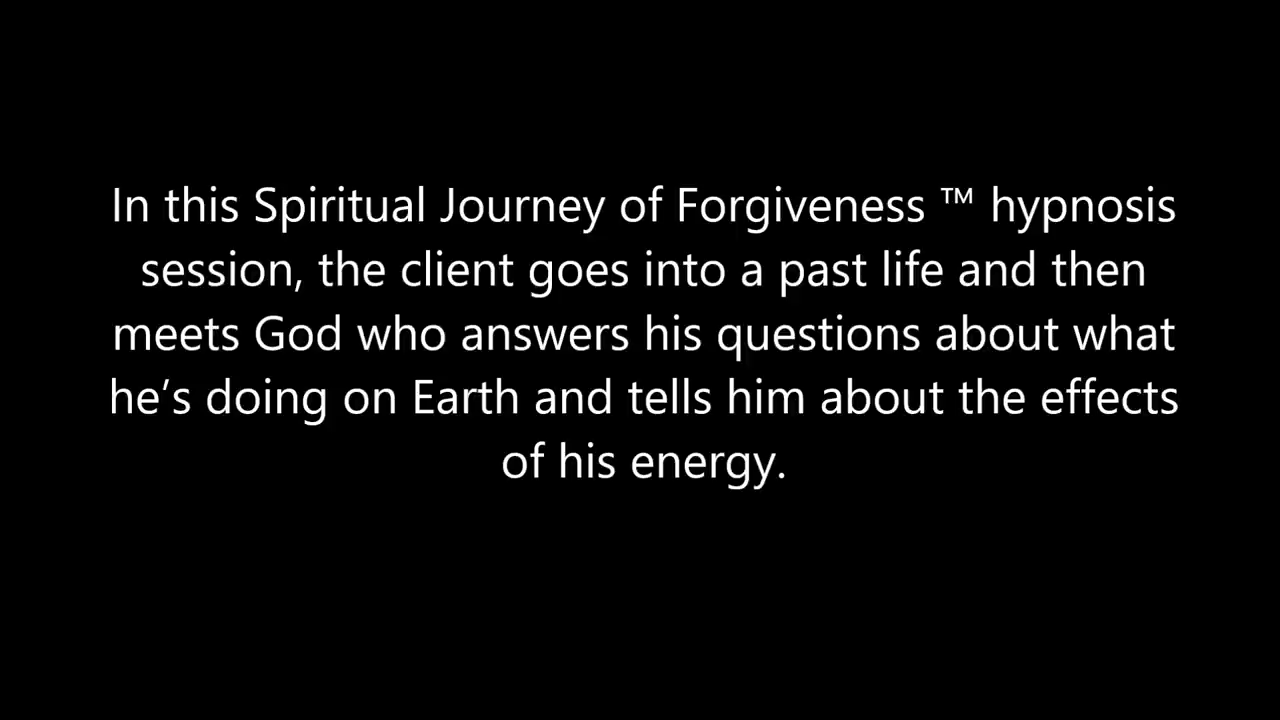 In this Spiritual Journey of Forgiveness ™ hypnosis
session, the client goes into a past life and then
meets God who answers his questions about what
he’s doing on Earth and tells him about the effects
of his energy.